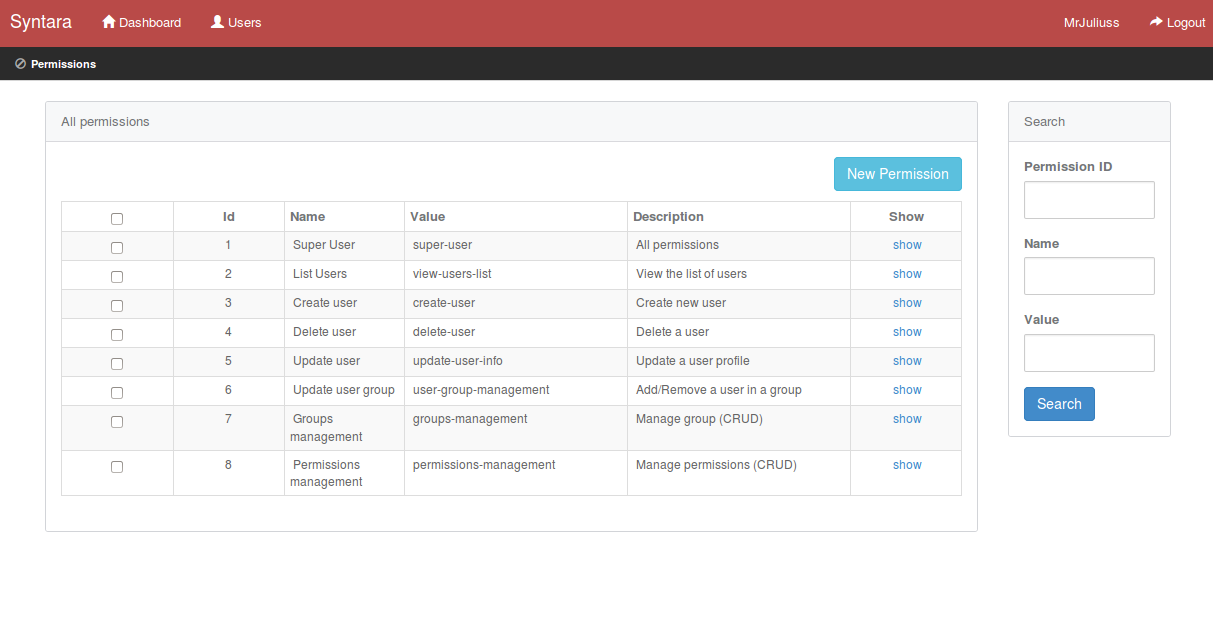 Syntara Dashboard Users MrJuliuss Logout
Permissions
All permissions
New Permission
Id Name Value Description Show
1 Super User super-user All permissions show
2 List Users view-users-list View the list of users show
3 Create user create-user Create new user show
4 Delete user delete-user Delete a user show
5 Update user update-user-info Update a user profile show
6 Update user group user-group-management Add/Remove a user in a group show
7 Groups groups-management Manage group (CRUD) show
management
8 Permissions permissions-management Manage permissions (CRUD) show
management
Search
Permission ID
Name
Value
Search